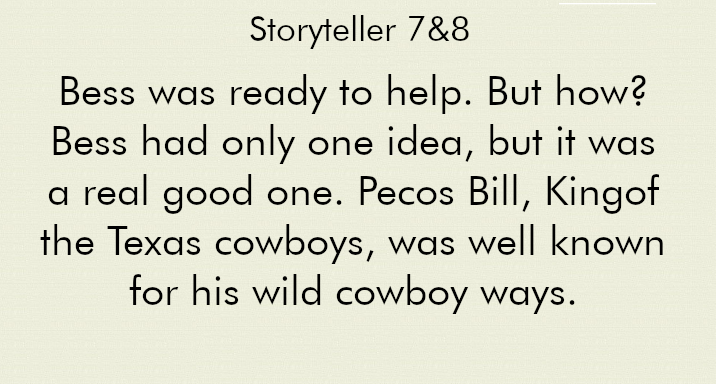 Storyteller 7&8
Bess was ready to help. But how?
Bess had only one idea, but it was
a real good one. Pecos Bill, Kingof
the Texas cowboys, was well known
for his wild cowboy ways.